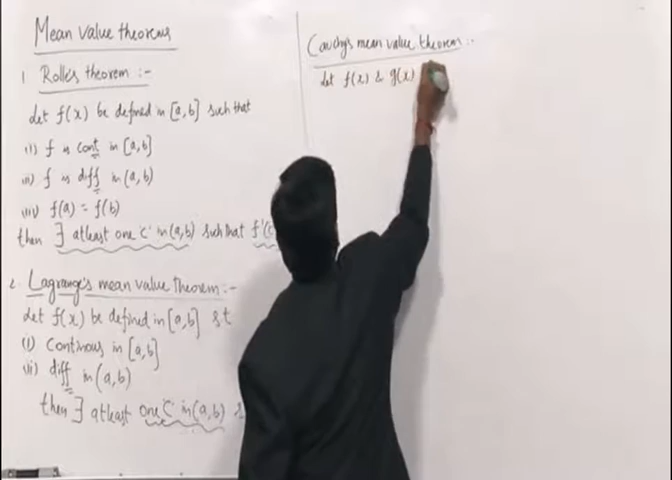 Mean value theorems
1. Rolle's theorem :-
Let f(x) be defined in [a,b] such that
(i) f is cont in [a,b]
(ii) f is diff in (a,b)
(iii) f(a) = f(b)
then ∃ atleast one 'c' in (a,b) such that f'(c
2. Lagrange's mean value theorem :-
Let f(x) be defined in [a,b] s.t
(i) Continous in [a,b]
(ii) diff in (a,b)
then ∃ atleast one 'c' in (a,b)
Cauchy's mean value theorem :-
Let f(x) & g(x)